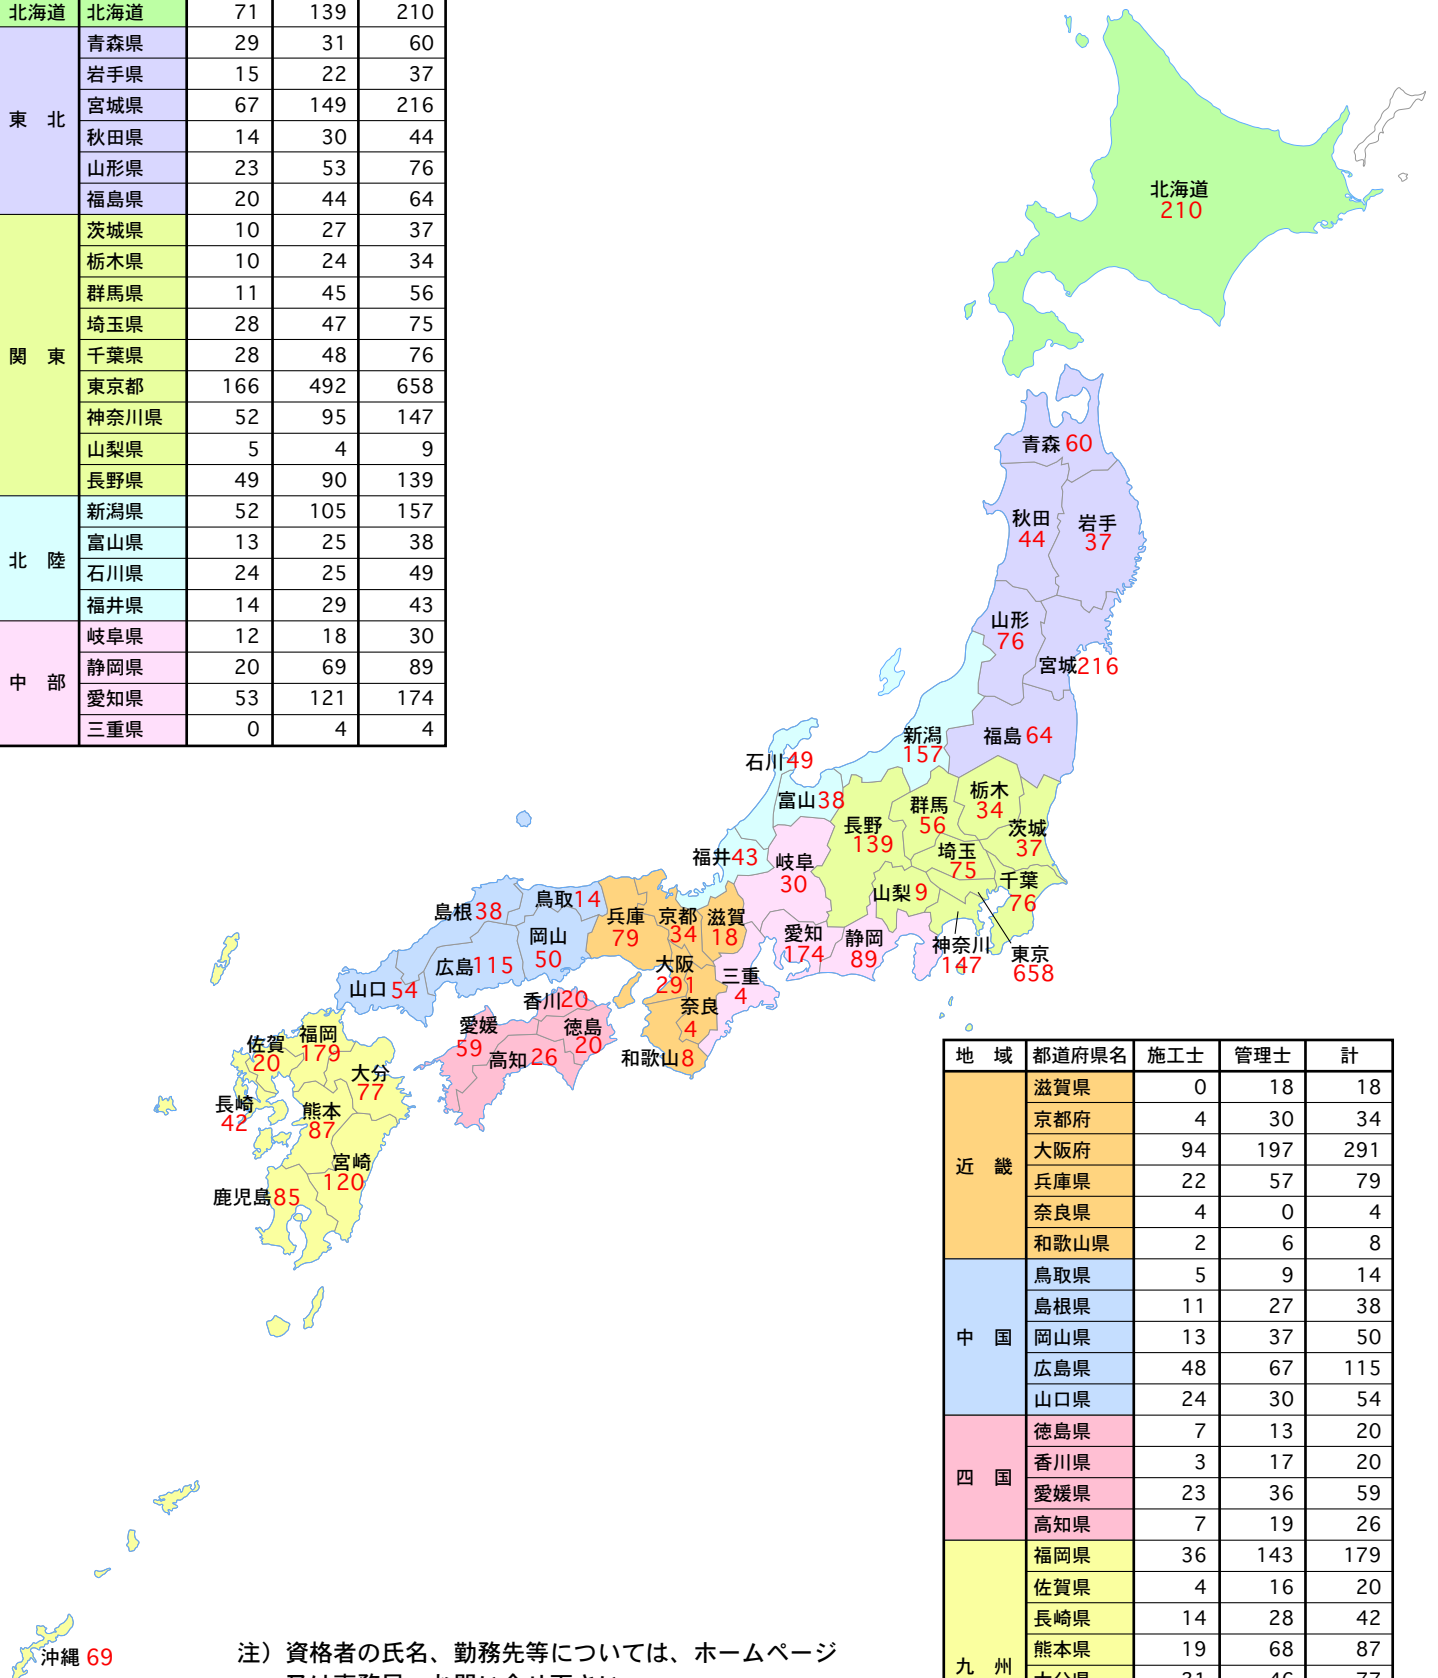 北海道 北海道 71 139 210
東 北
青森県 29 31 60
岩手県 15 22 37
宮城県 67 149 216
秋田県 14 30 44
山形県 23 53 76
福島県 20 44 64
関 東
茨城県 10 27 37
栃木県 10 24 34
群馬県 11 45 56
埼玉県 28 47 75
千葉県 28 48 76
東京都 166 492 658
神奈川県 52 95 147
山梨県 5 4 9
長野県 49 90 139
北 陸
新潟県 52 105 157
富山県 13 25 38
石川県 24 25 49
福井県 14 29 43
中 部
岐阜県 12 18 30
静岡県 20 69 89
愛知県 53 121 174
三重県 0 4 4
北海道
210
青森 60
秋田
44
岩手
37
山形
76
宮城216
新潟
157
福島 64
石川49
富山38
群馬
56
栃木
34
長野
139
茨城
37
埼玉
75
福井43
岐阜
30
山梨 9
千葉
76
鳥取14
島根38
兵庫
79
京都
34
滋賀
18
岡山
50
愛知
174
静岡
89
神奈川
147
東京
658
広島115
大阪
291
三重
4
山口 54
香川20
奈良
4
愛媛
59
徳島
20
高知 26
和歌山8
福岡
179
佐賀
20
大分
77
長崎
42
熊本
87
宮崎
120
鹿児島85
沖縄 69
地 域 都道府県名 施工士 管理士 計
近 畿
滋賀県 0 18 18
京都府 4 30 34
大阪府 94 197 291
兵庫県 22 57 79
奈良県 4 0 4
和歌山県 2 6 8
中 国
鳥取県 5 9 14
島根県 11 27 38
岡山県 13 37 50
広島県 48 67 115
山口県 24 30 54
四 国
徳島県 7 13 20
香川県 3 17 20
愛媛県 23 36 59
高知県 7 19 26
九 州
福岡県 36 143 179
佐賀県 4 16 20
長崎県 14 28 42
熊本県 19 68 87
注）資格者の氏名、勤務先等については、ホームページ